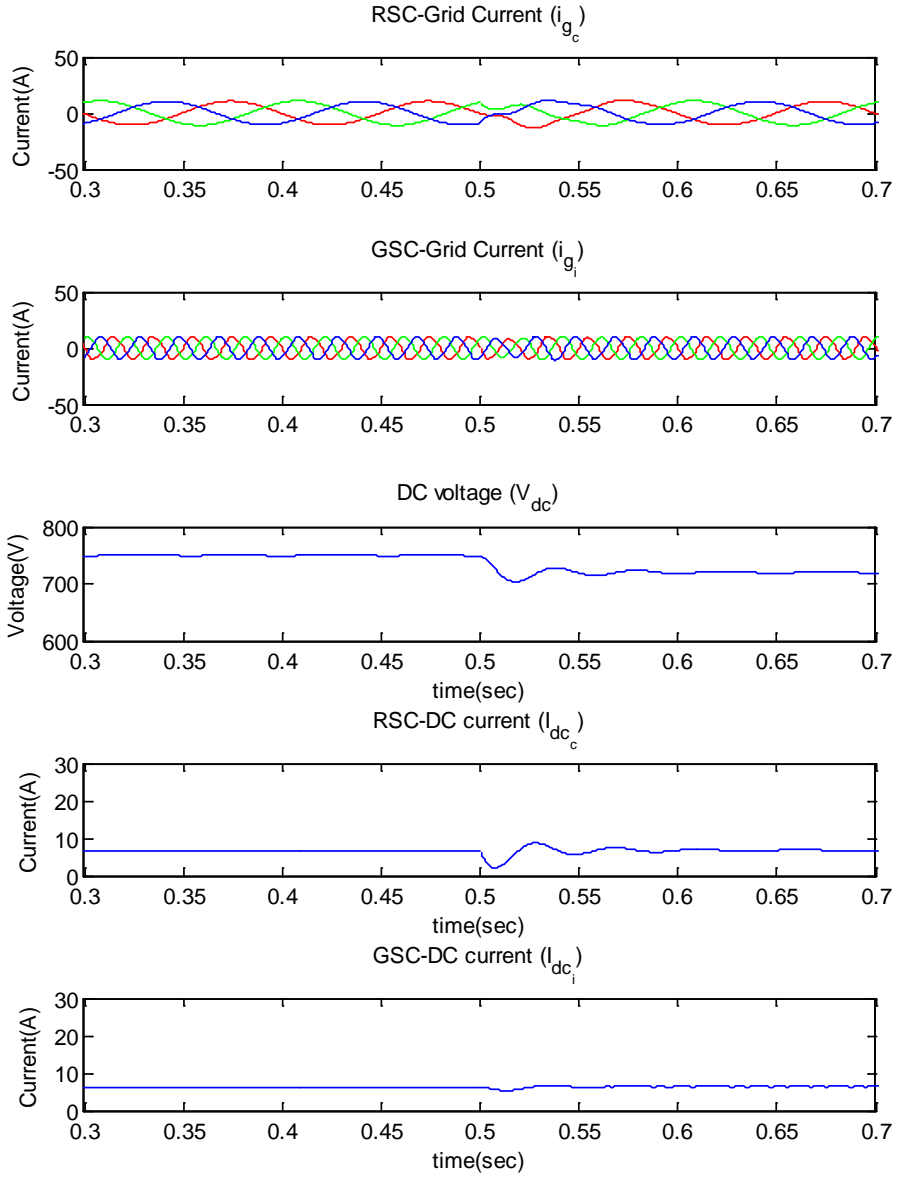 RSC-Grid Current (i_g_c)
50
0
-50
Current(A)
0.3 0.35 0.4 0.45 0.5 0.55 0.6 0.65 0.7
GSC-Grid Current (i_g_i)
50
0
-50
Current(A)
0.3 0.35 0.4 0.45 0.5 0.55 0.6 0.65 0.7
DC voltage (V_dc)
800
700
600
Voltage(V)
0.3 0.35 0.4 0.45 0.5 0.55 0.6 0.65 0.7
time(sec)
RSC-DC current (I_dc_c)
30
20
10
0
Current(A)
0.3 0.35 0.4 0.45 0.5 0.55 0.6 0.65 0.7
time(sec)
GSC-DC current (I_dc_i)
30
20
10
0
Current(A)
0.3 0.35 0.4 0.45 0.5 0.55 0.6 0.65 0.7
time(sec)